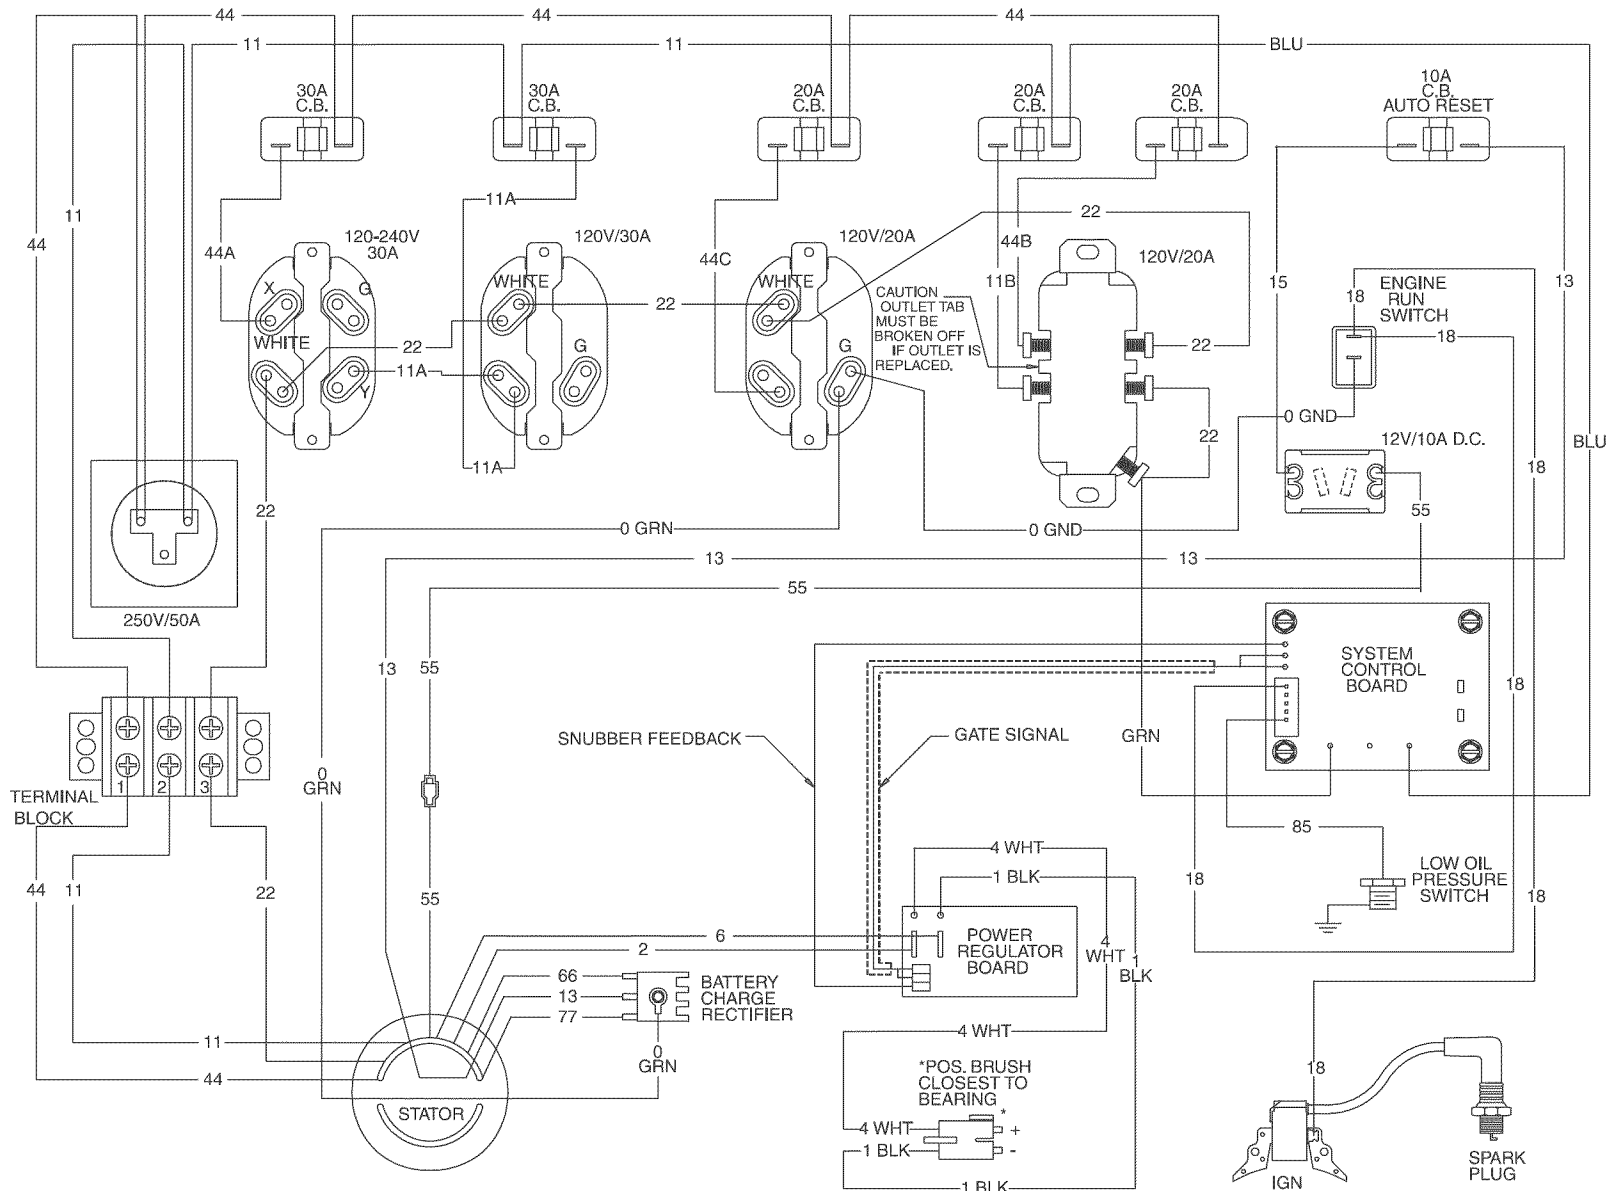 44
44
44
11
11
BLU
30A
C.B.
30A
C.B.
20A
C.B.
20A
C.B.
20A
C.B.
10A
C.B.
AUTO RESET
44
11
11A
22
44A
120-240V
30A
120V/30A
44C
120V/20A
44B
11B
120V/20A
15
13
18
ENGINE
RUN
SWITCH
18
X
G
WHITE
Y
WHITE
22
WHITE
CAUTION
OUTLET TAB
MUST BE
BROKEN OFF
IF OUTLET IS
REPLACED.
22
11A
G
G
22
22
0 GND
12V/10A D.C.
BLU
11A
18
22
55
0 GRN
0 GND
13
13
55
250V/50A
13
55
SYSTEM
CONTROL
BOARD
18
SNUBBER FEEDBACK
GATE SIGNAL
GRN
TERMINAL
BLOCK
1
2
3
0
GRN
85
4 WHT
1 BLK
LOW OIL
PRESSURE
SWITCH
18
18
44
11
22
55
6
2
POWER
REGULATOR
BOARD
4
WHT
1
BLK
66
13
77
BATTERY
CHARGE
RECTIFIER
0
GRN
11
22
44
STATOR
4 WHT
*POS. BRUSH
CLOSEST TO
BEARING
*
4 WHT
+
1 BLK
-
1 BLK
18
IGN
SPARK
PLUG